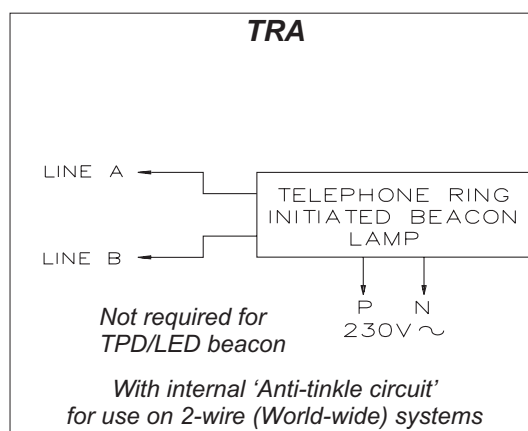 TRA
LINE A
TELEPHONE RING
INITIATED BEACON
LAMP
LINE B
P N
230V ~
Not required for
TPD/LED beacon
With internal ‘Anti-tinkle circuit’
for use on 2-wire (World-wide) systems